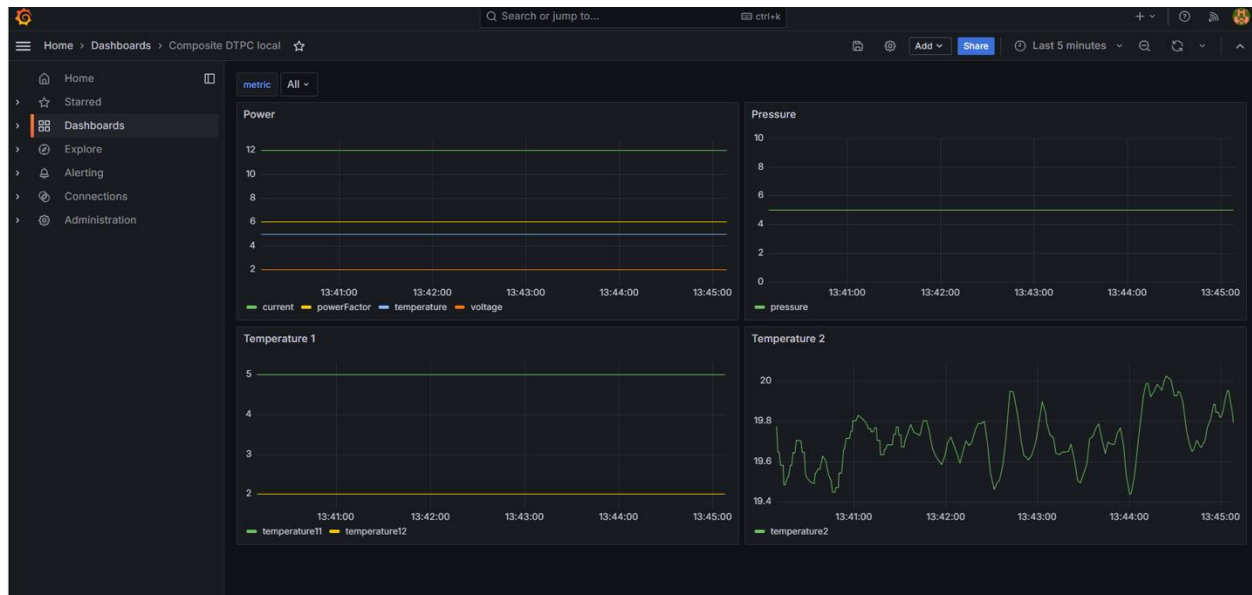 Search or jump to...
ctrl+k
Home > Dashboards > Composite DTPC local
Add
Share
Last 5 minutes
Home
Starred
Dashboards
Explore
Alerting
Connections
Administration
metric All
Power
12
10
8
6
4
2
13:41:00 13:42:00 13:43:00 13:44:00 13:45:00
current powerFactor temperature voltage
Pressure
10
8
6
4
2
0
13:41:00 13:42:00 13:43:00 13:44:00 13:45:00
pressure
Temperature 1
5
4
3
2
13:41:00 13:42:00 13:43:00 13:44:00 13:45:00
temperature11 temperature12
Temperature 2
20
19.8
19.6
19.4
13:41:00 13:42:00 13:43:00 13:44:00 13:45:00
temperature2